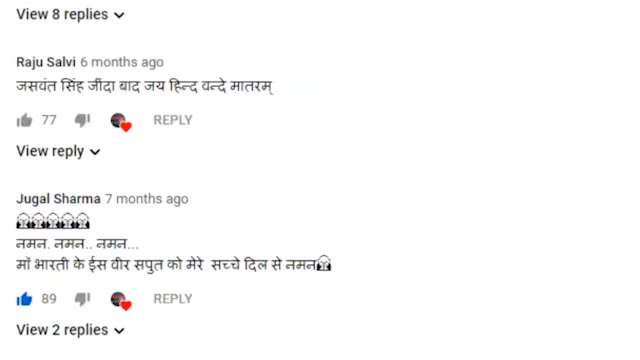 View 8 replies
Raju Salvi 6 months ago
जसवंत सिंह जींदा बाद जय हिन्द वन्दे मातरम्
77 REPLY
View reply
Jugal Sharma 7 months ago
नमन. नमन.. नमन...
माँ भारती के ईस वीर सपुत को मेरे सच्चे दिल से नमन
89 REPLY
View 2 replies